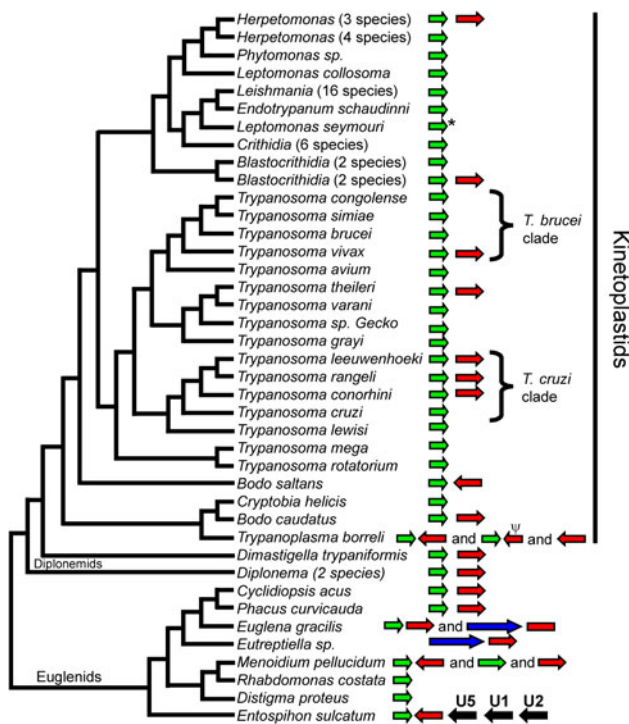 Herpetomonas (3 species)
Herpetomonas (4 species)
Phytomonas sp.
Leptomonas collosoma
Leishmania (16 species)
Endotrypanum schaudinni
Leptomonas seymouri *
Crithidia (6 species)
Blastocrithidia (2 species)
Blastocrithidia (2 species)
Trypanosoma congolense
Trypanosoma simiae
Trypanosoma brucei
Trypanosoma vivax
T. brucei
clade
Trypanosoma avium
Trypanosoma theileri
Trypanosoma varani
Trypanosoma sp. Gecko
Trypanosoma grayi
Trypanosoma leeuwenhoeki
Trypanosoma rangeli
Trypanosoma conorhini
Trypanosoma cruzi
T. cruzi
clade
Trypanosoma lewisi
Trypanosoma mega
Trypanosoma rotatorium
Bodo saltans
Cryptobia helicis
Bodo caudatus
Trypanoplasma borreli and ψ and
Kinetoplastids
Dimastigella trypaniformis
Diplonemids
Diplonema (2 species)
Cyclidiopsis acus
Phacus curvicauda
Euglena gracilis and
Eutreptiella sp.
Euglenids
Menoidium pellucidum and and
Rhabdomonas costata
Distigma proteus
Entosiphon sulcatum U5 U1 U2